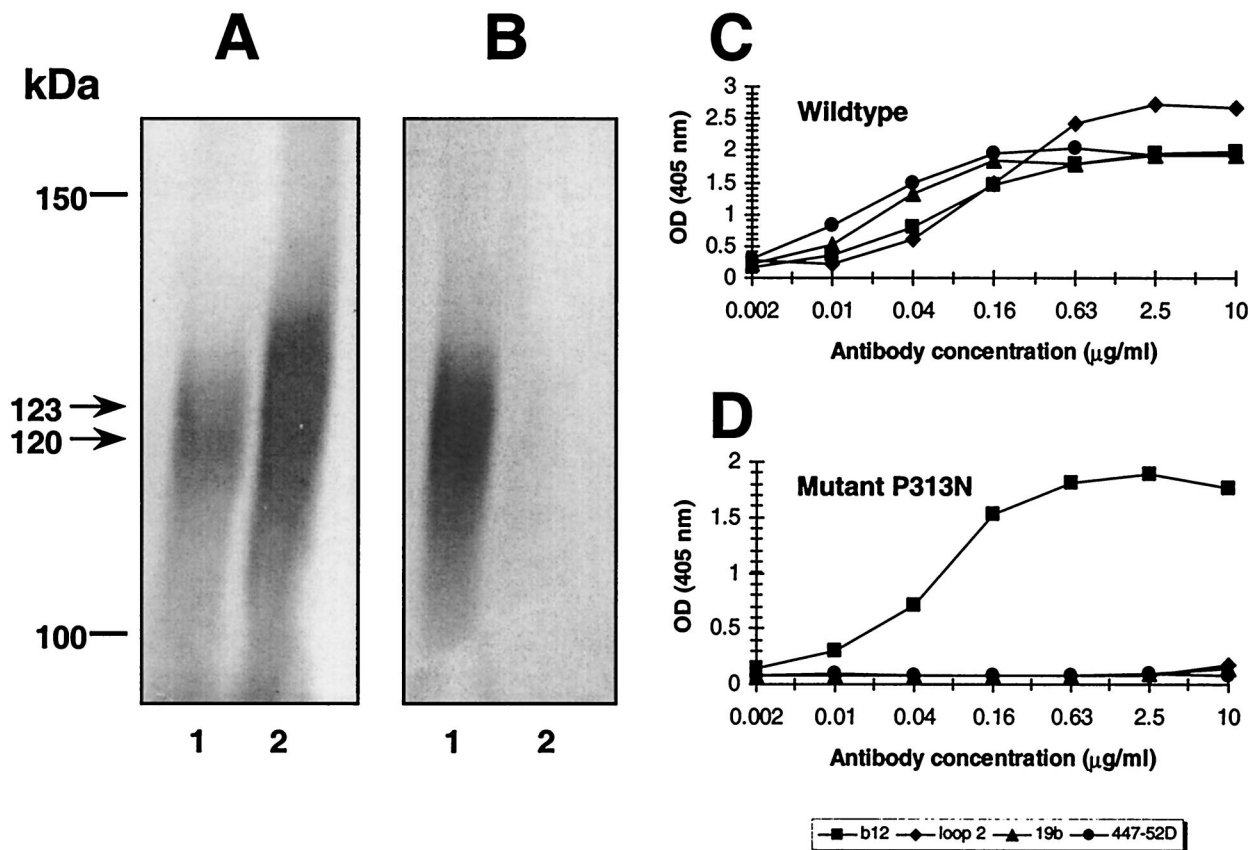 A
B
kDa
150
123
120
100
1 2
1 2
C
Wildtype
OD (405 nm)
3
2.5
2
1.5
1
0.5
0
0.002 0.01 0.04 0.16 0.63 2.5 10
Antibody concentration (μg/ml)
D
Mutant P313N
OD (405 nm)
2
1.5
1
0.5
0
0.002 0.01 0.04 0.16 0.63 2.5 10
Antibody concentration (μg/ml)
b12 loop 2 19b 447-52D